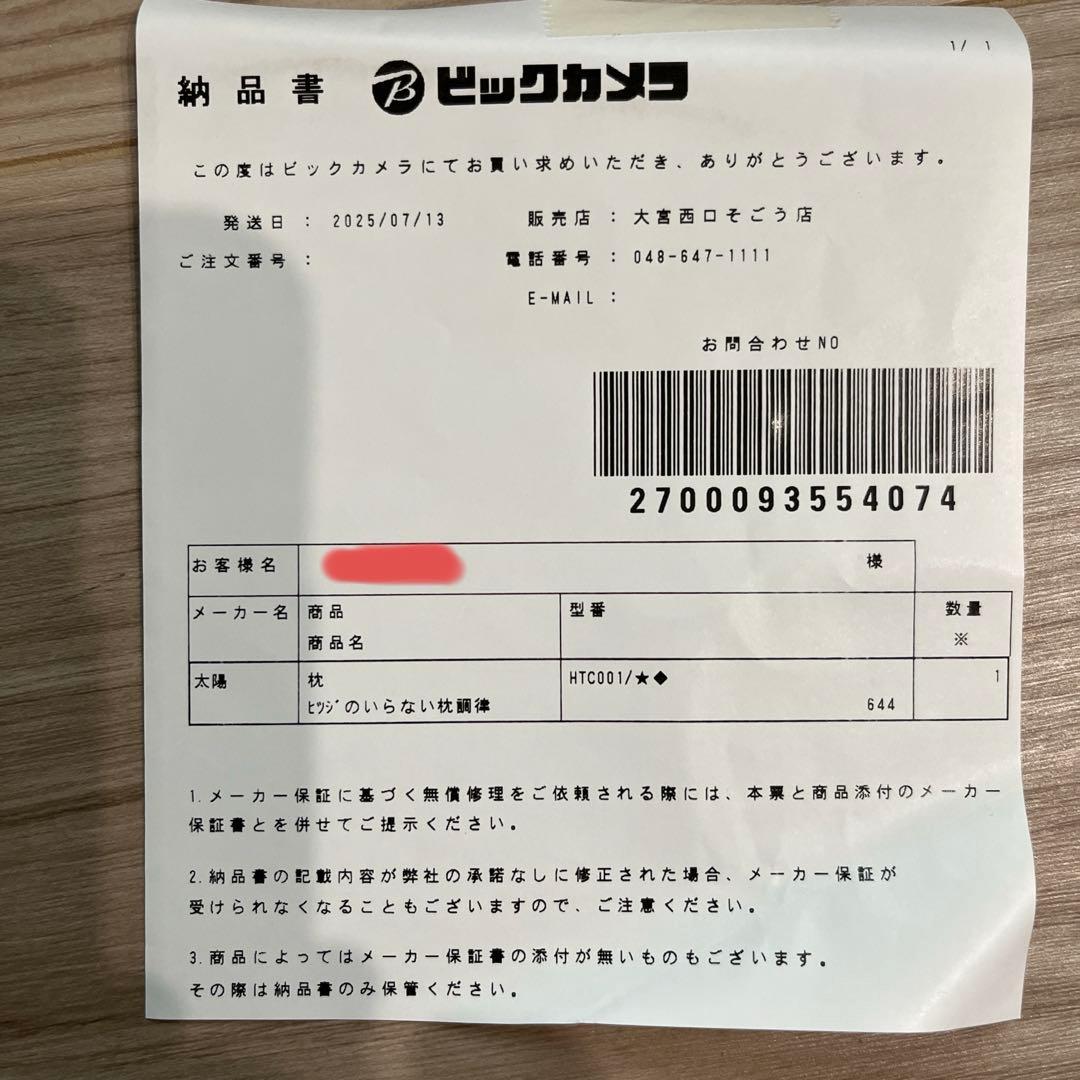 1/ 1
納品書 B ビックカメラ
この度はビックカメラにてお買い求めいただき、ありがとうございます。
発送日 : 2025/07/13 販売店 : 大宮西口そごう店
ご注文番号 : 電話番号 : 048-647-1111
E-MAIL :
お問合わせNO
2700093554074
お客様名 様
メーカー名 商品 型番 数量
商品名 ※
太陽 枕 HTC001/★◆ 1
ﾋﾂｼﾞのいらない枕調律 644
1.メーカー保証に基づく無償修理をご依頼される際には、本票と商品添付のメーカー
保証書とを併せてご提示ください。
2.納品書の記載内容が弊社の承諾なしに修正された場合、メーカー保証が
受けられなくなることもございますので、ご注意ください。
3.商品によってはメーカー保証書の添付が無いものもございます。
その際は納品書のみ保管ください。